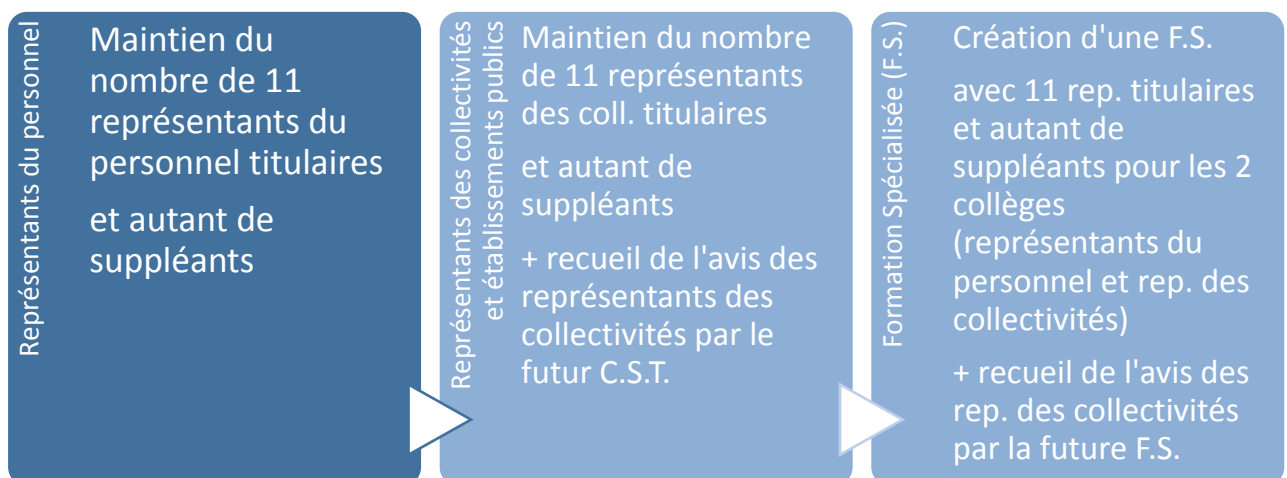 Représentants du personnel
Maintien du
nombre de 11
représentants du
personnel titulaires
et autant de
suppléants
Représentants des collectivités
et établissements publics
Maintien du nombre
de 11 représentants
des coll. titulaires
et autant de
suppléants
+ recueil de l'avis des
représentants des
collectivités par le
futur C.S.T.
Formation Spécialisée (F.S.)
Création d'une F.S.
avec 11 rep. titulaires
et autant de
suppléants pour les 2
collèges
(représentants du
personnel et rep. des
collectivités)
+ recueil de l'avis des
rep. des collectivités
par la future F.S.